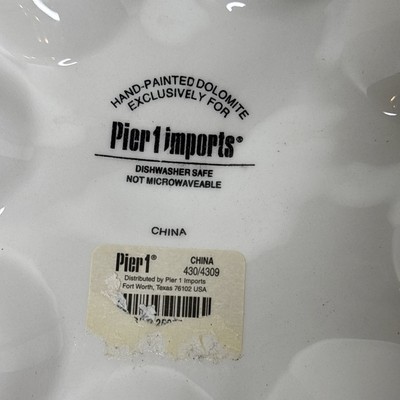 HAND-PAINTED DOLOMITE
EXCLUSIVELY FOR
Pier 1 imports®
DISHWASHER SAFE
NOT MICROWAVEABLE
CHINA
Pier 1® CHINA
430/4309
Distributed by Pier 1 Imports
Fort Worth, Texas 76102 USA